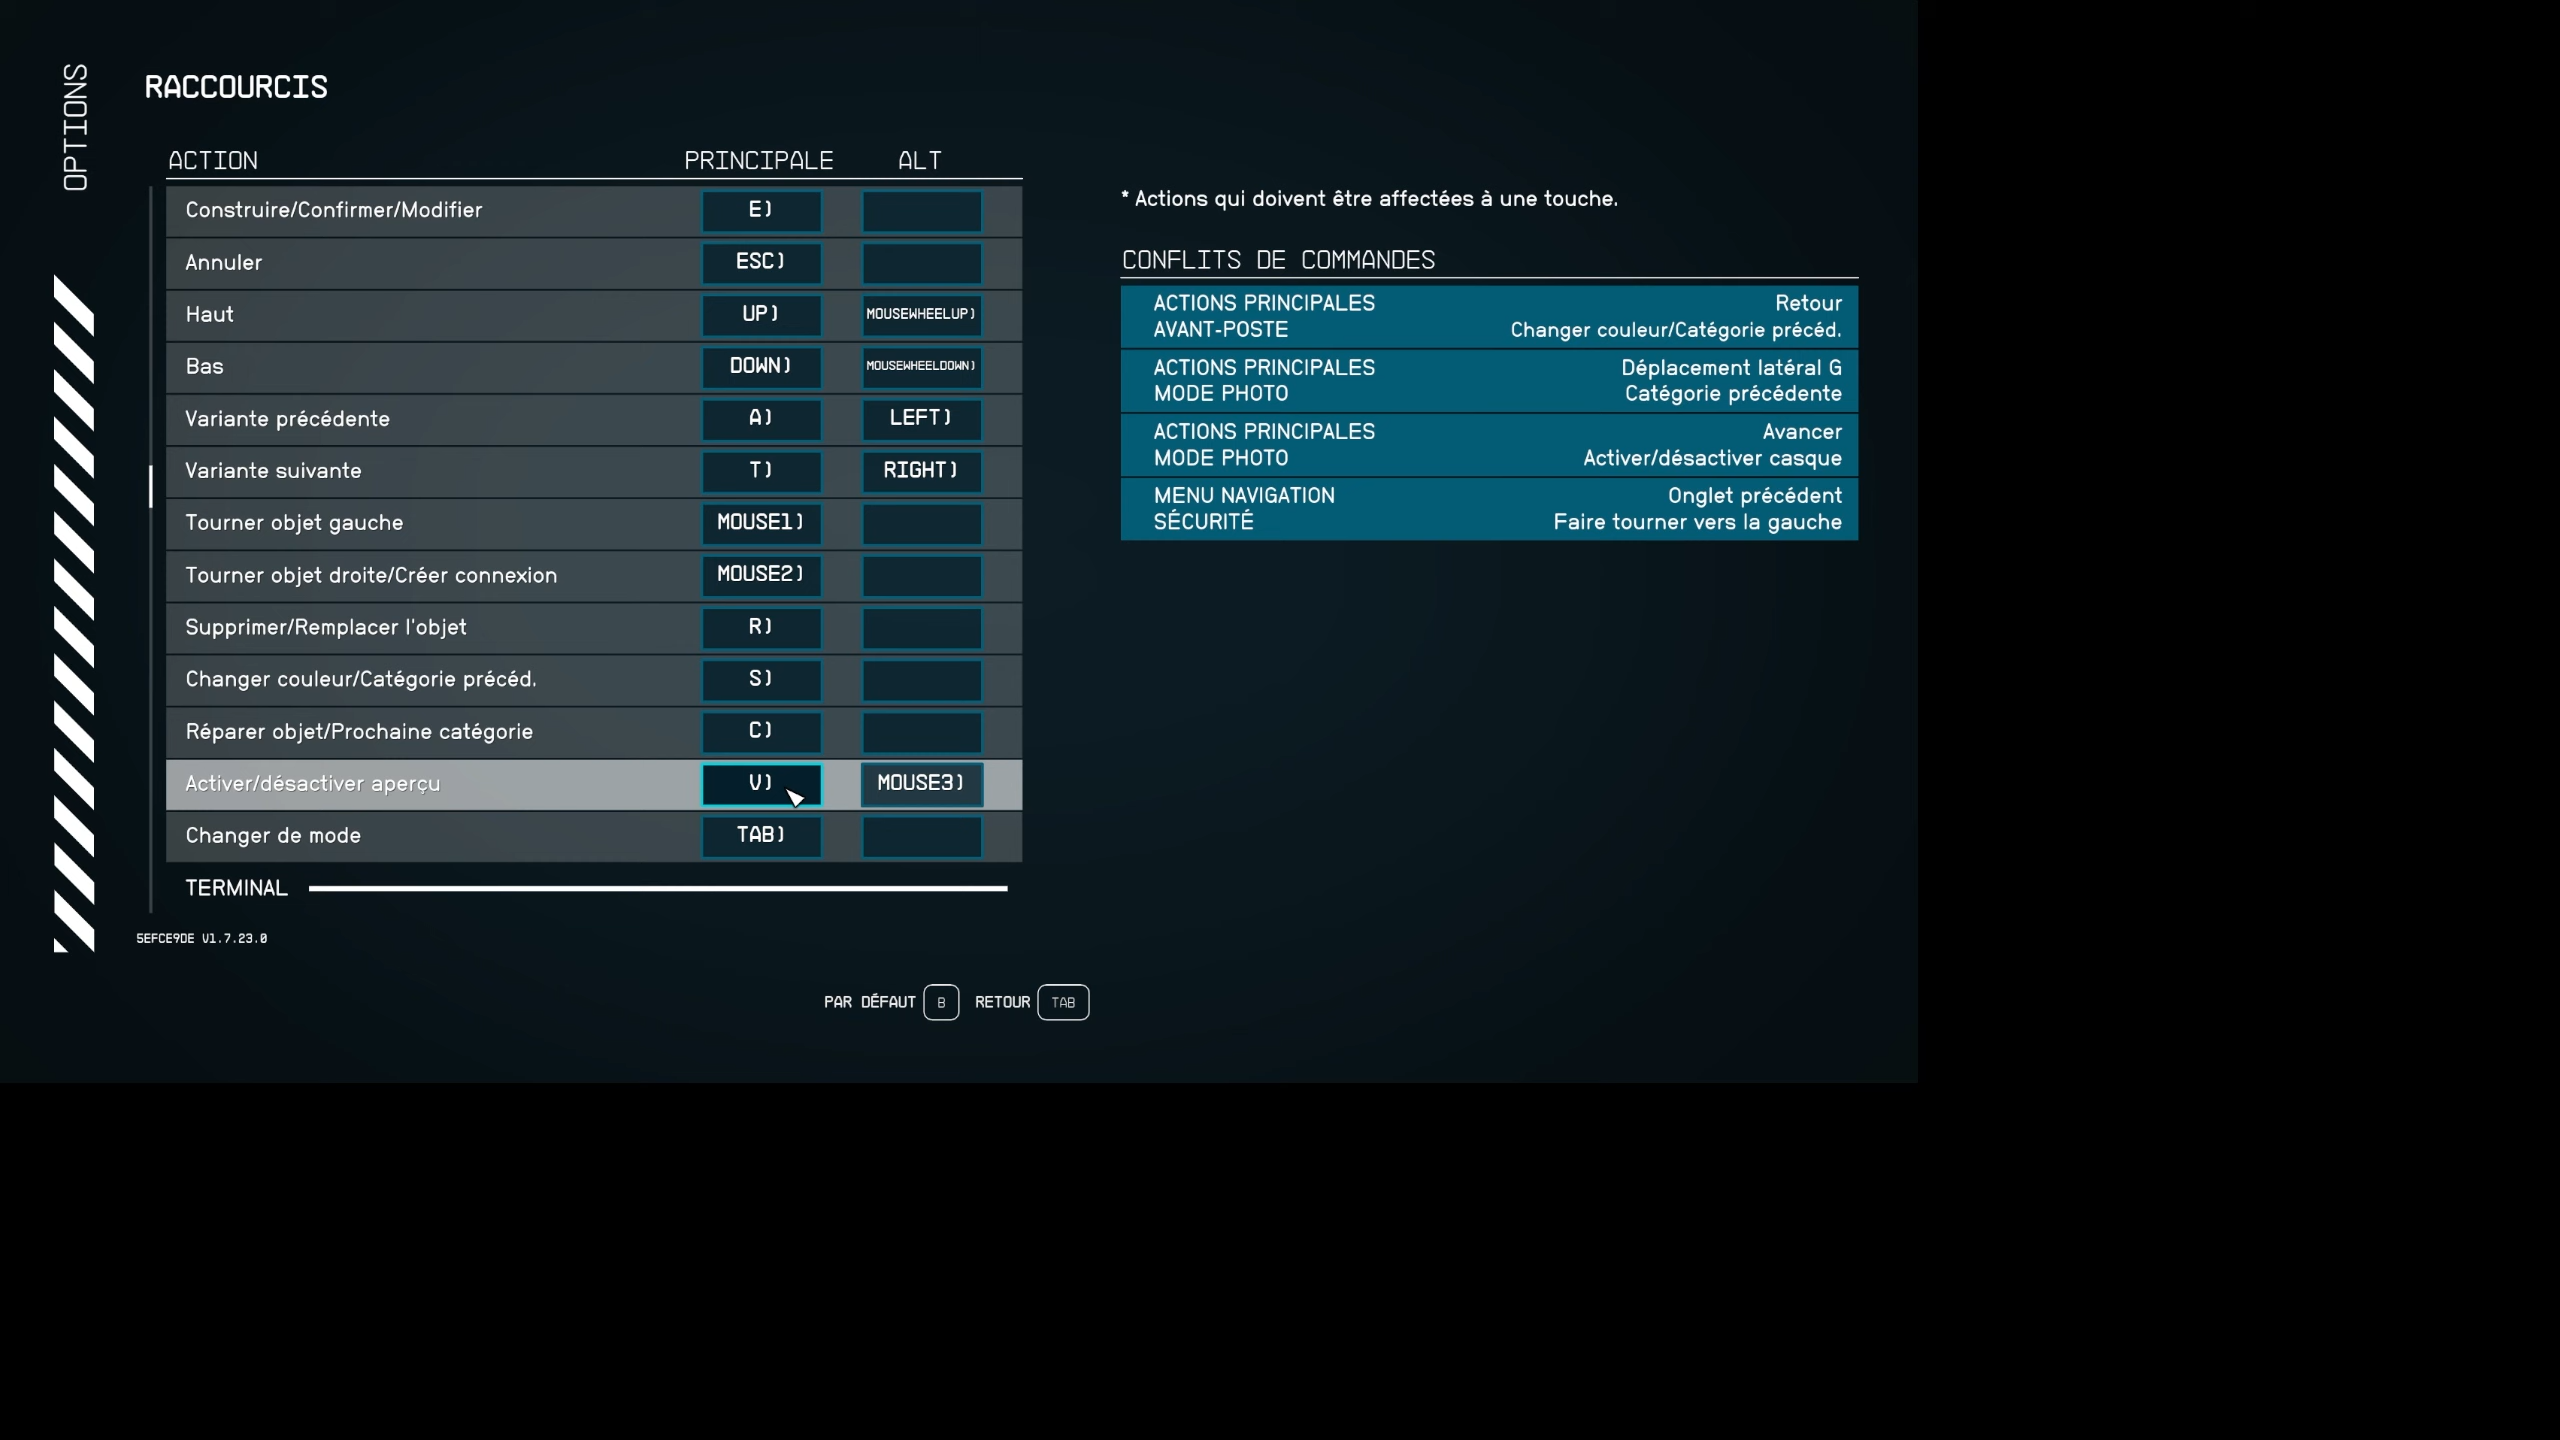 OPTIONS
RACCOURCIS
ACTION PRINCIPALE ALT
Construire/Confirmer/Modifier E)
Annuler ESC)
Haut UP) MOUSEWHEELUP)
Bas DOWN) MOUSEWHEELDOWN)
Variante précédente A) LEFT)
Variante suivante T) RIGHT)
Tourner objet gauche MOUSE1)
Tourner objet droite/Créer connexion MOUSE2)
Supprimer/Remplacer l'objet R)
Changer couleur/Catégorie précéd. S)
Réparer objet/Prochaine catégorie C)
Activer/désactiver aperçu V) MOUSE3)
Changer de mode TAB)
TERMINAL
5EFCE9DE V1.7.23.0
* Actions qui doivent être affectées à une touche.
CONFLITS DE COMMANDES
ACTIONS PRINCIPALES Retour
AVANT-POSTE Changer couleur/Catégorie précéd.
ACTIONS PRINCIPALES Déplacement latéral G
MODE PHOTO Catégorie précédente
ACTIONS PRINCIPALES Avancer
MODE PHOTO Activer/désactiver casque
MENU NAVIGATION Onglet précédent
SÉCURITÉ Faire tourner vers la gauche
PAR DÉFAUT B RETOUR TAB